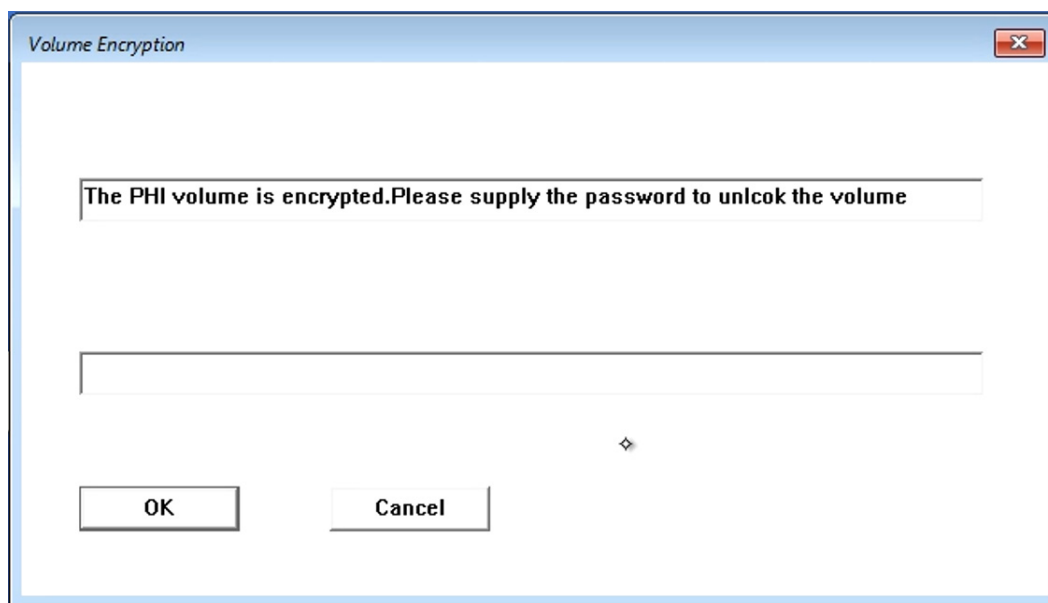 Volume Encryption
The PHI volume is encrypted.Please supply the password to unlcok the volume
OK
Cancel